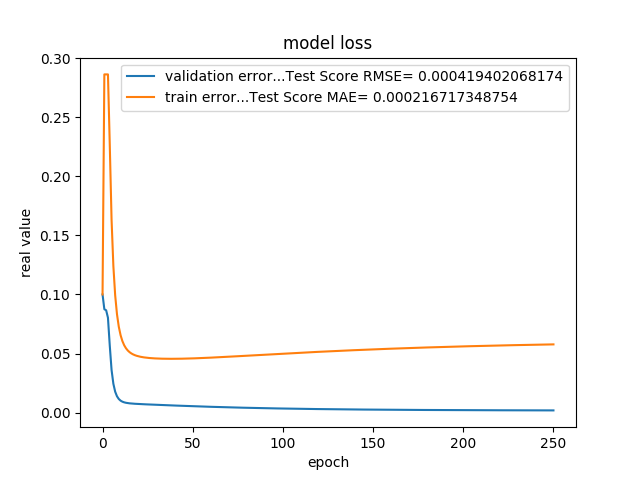 model loss
validation error...Test Score RMSE= 0.000419402068174
train error...Test Score MAE= 0.000216717348754
real value
0.30
0.25
0.20
0.15
0.10
0.05
0.00
0
50
100
150
200
250
epoch